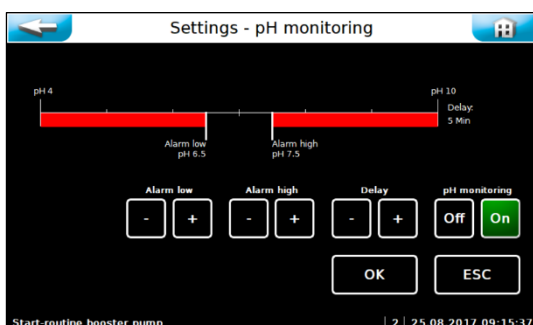 Settings - pH monitoring
pH 4
pH 10
Delay:
5 Min
Alarm low
pH 6.5
Alarm high
pH 7.5
Alarm low
Alarm high
Delay
pH monitoring
- + - + - + Off On
OK ESC
Start-routine booster pump | 2 | 25.08.2017 09:15:37